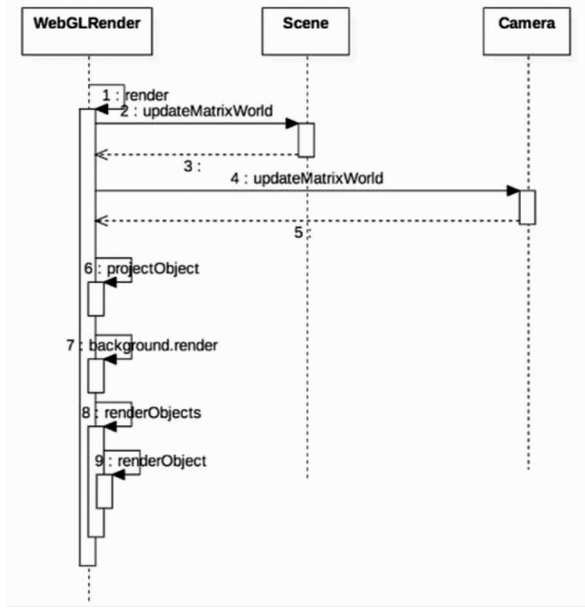 WebGLRender
Scene
Camera
1 : render
2 : updateMatrixWorld
3 :
4 : updateMatrixWorld
5 :
6 : projectObject
7 : background.render
8 : renderObjects
9 : renderObject